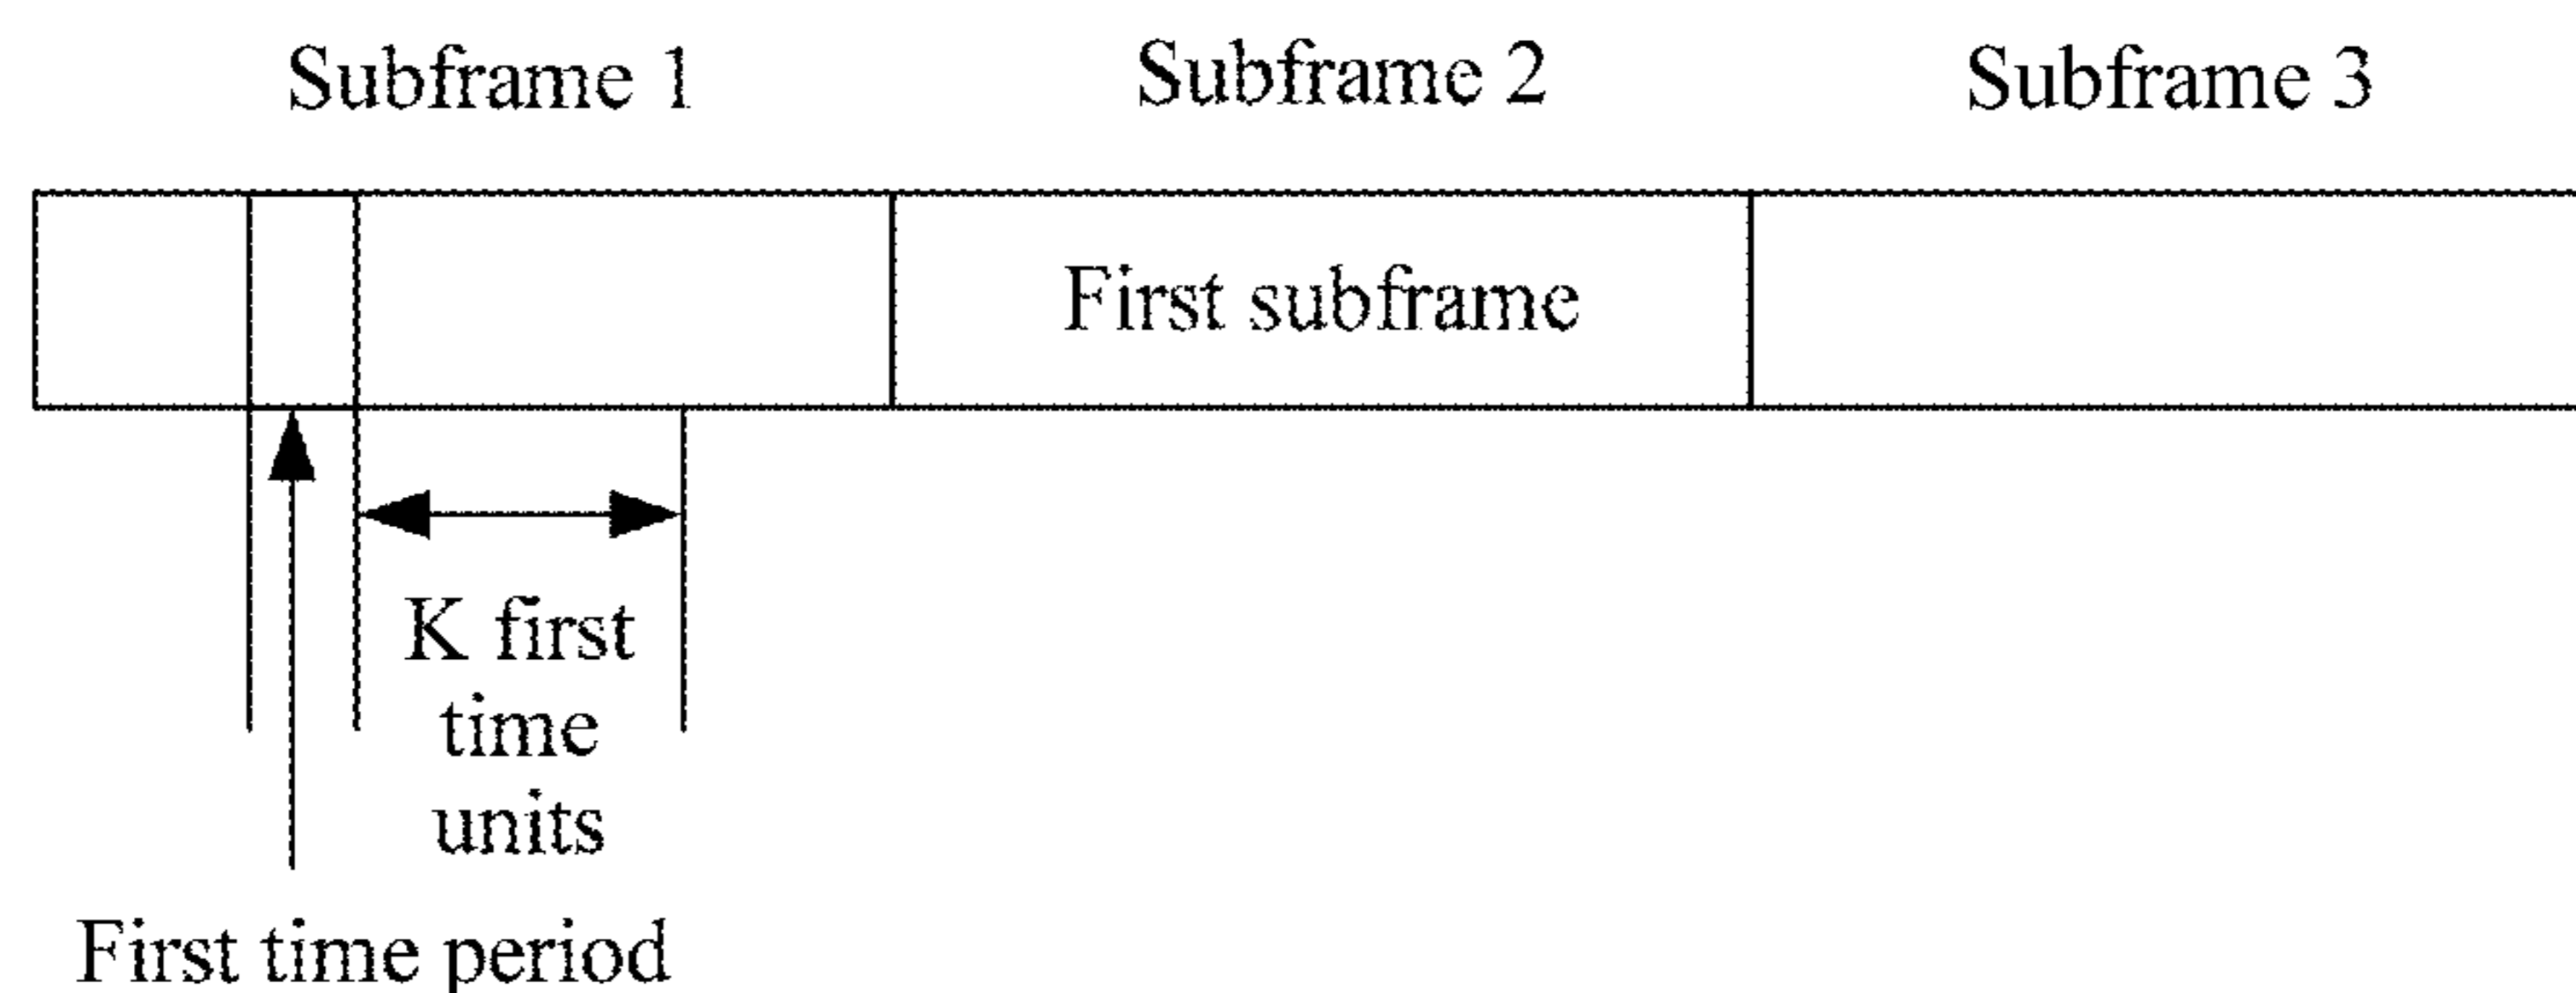 Subframe 1
Subframe 2
Subframe 3
First subframe
K first
time
units
First time period